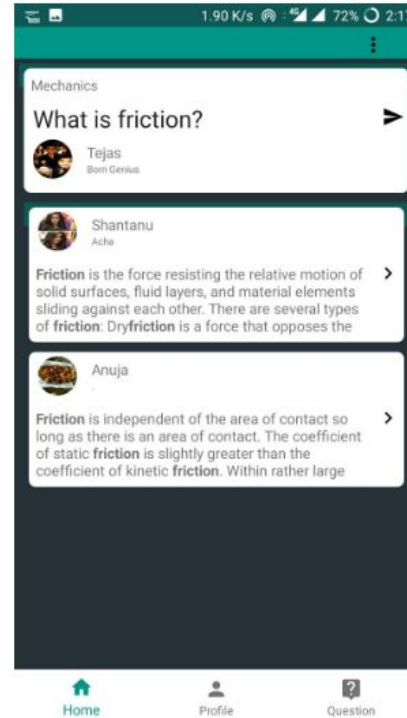 1.90 K/s 4G 72% 2:1
Mechanics
What is friction?
Tejas
Born Genius
Shantanu
Acha
Friction is the force resisting the relative motion of
solid surfaces, fluid layers, and material elements
sliding against each other. There are several types
of friction: Dryfriction is a force that opposes the
Anuja
.
Friction is independent of the area of contact so
long as there is an area of contact. The coefficient
of static friction is slightly greater than the
coefficient of kinetic friction. Within rather large
Home Profile Question